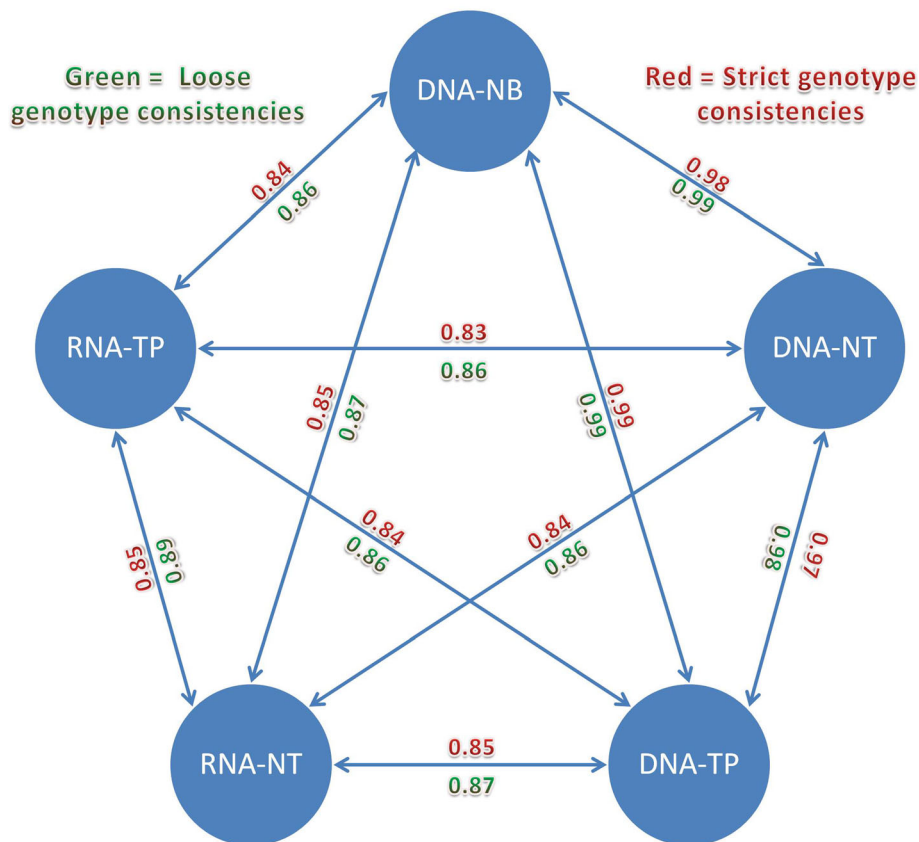 Green = Loose
genotype consistencies
DNA-NB
Red = Strict genotype
consistencies
0.84
0.86
0.98
0.99
RNA-TP
0.83
0.86
DNA-NT
0.85
0.87
0.99
0.99
0.85
0.89
0.84
0.86
0.84
0.86
0.98
0.97
RNA-NT
0.85
0.87
DNA-TP